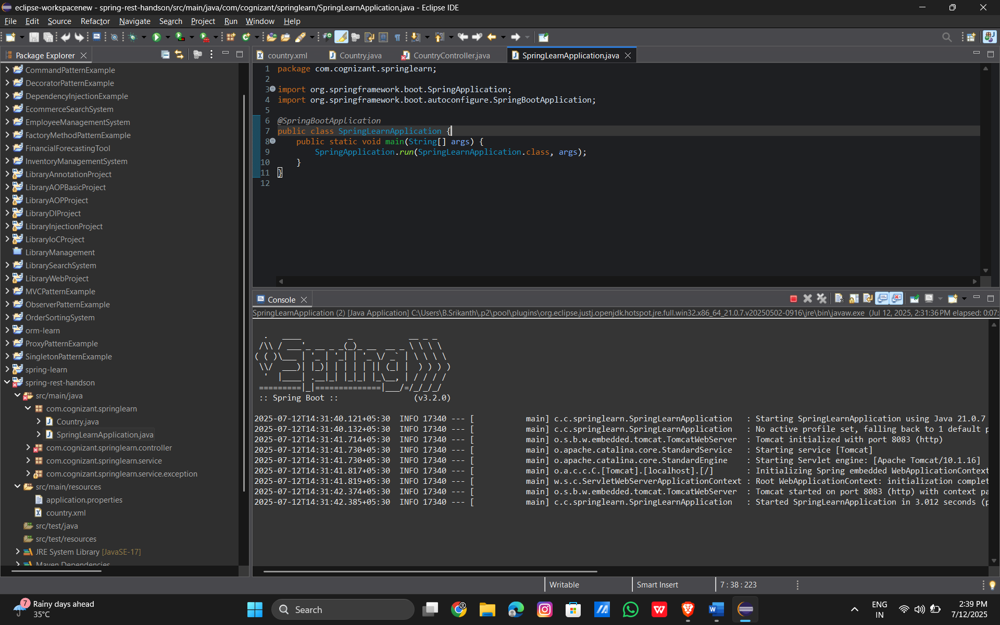 eclipse-workspacenew - spring-rest-handson/src/main/java/com/cognizant/springlearn/SpringLearnApplication.java - Eclipse IDE
File Edit Source Refactor Navigate Search Project Run Window Help
Package Explorer
CommandPatternExample
DecoratorPatternExample
DependencyInjectionExample
EcommerceSearchSystem
EmployeeManagementSystem
FactoryMethodPatternExample
FinancialForecastingTool
InventoryManagementSystem
LibraryAnnotationProject
LibraryAOPBasicProject
LibraryAOPProject
LibraryDIProject
LibraryInjectionProject
LibraryIoCProject
LibraryManagement
LibrarySearchSystem
LibraryWebProject
MVCPatternExample
ObserverPatternExample
OrderSortingSystem
orm-learn
ProxyPatternExample
SingletonPatternExample
spring-learn
spring-rest-handson
src/main/java
com.cognizant.springlearn
Country.java
SpringLearnApplication.java
com.cognizant.springlearn.controller
com.cognizant.springlearn.service
com.cognizant.springlearn.service.exception
src/main/resources
application.properties
country.xml
src/test/java
src/test/resources
JRE System Library [JavaSE-17]
Maven Dependencies
country.xml Country.java CountryController.java SpringLearnApplication.java
1 package com.cognizant.springlearn;
2
3 import org.springframework.boot.SpringApplication;
4 import org.springframework.boot.autoconfigure.SpringBootApplication;
5
6 @SpringBootApplication
7 public class SpringLearnApplication {
8 public static void main(String[] args) {
9 SpringApplication.run(SpringLearnApplication.class, args);
10 }
11 }
12
Console
SpringLearnApplication (2) [Java Application] C:\Users\B.Srikanth\.p2\pool\plugins\org.eclipse.justj.openjdk.hotspot.jre.full.win32.x86_64_21.0.7.v20250502-0916\jre\bin\javaw.exe (Jul 12, 2025, 2:31:36 PM elapsed: 0:07:
  .   ____          _            __ _ _
 /\\ / ___'_ __ _ _(_)_ __  __ _ \ \ \ \
( ( )\___ | '_ | '_| | '_ \/ _` | \ \ \ \
 \\/  ___)| |_)| | | | | || (_| |  ) ) ) )
  '  |____| .__|_| |_|_| |_\__, | / / / /
 =========|_|==============|___/=/_/_/_/
 :: Spring Boot ::                (v3.2.0)
2025-07-12T14:31:40.121+05:30  INFO 17340 --- [           main] c.c.springlearn.SpringLearnApplication   : Starting SpringLearnApplication using Java 21.0.7
2025-07-12T14:31:40.132+05:30  INFO 17340 --- [           main] c.c.springlearn.SpringLearnApplication   : No active profile set, falling back to 1 default p
2025-07-12T14:31:41.714+05:30  INFO 17340 --- [           main] o.s.b.w.embedded.tomcat.TomcatWebServer  : Tomcat initialized with port 8083 (http)
2025-07-12T14:31:41.730+05:30  INFO 17340 --- [           main] o.apache.catalina.core.StandardService   : Starting service [Tomcat]
2025-07-12T14:31:41.730+05:30  INFO 17340 --- [           main] o.apache.catalina.core.StandardEngine    : Starting Servlet engine: [Apache Tomcat/10.1.16]
2025-07-12T14:31:41.817+05:30  INFO 17340 --- [           main] o.a.c.c.C.[Tomcat].[localhost].[/]       : Initializing Spring embedded WebApplicationContext
2025-07-12T14:31:41.819+05:30  INFO 17340 --- [           main] w.s.c.ServletWebServerApplicationContext : Root WebApplicationContext: initialization complet
2025-07-12T14:31:42.374+05:30  INFO 17340 --- [           main] o.s.b.w.embedded.tomcat.TomcatWebServer  : Tomcat started on port 8083 (http) with context pa
2025-07-12T14:31:42.385+05:30  INFO 17340 --- [           main] c.c.springlearn.SpringLearnApplication   : Started SpringLearnApplication in 3.012 seconds (p
Writable Smart Insert 7 : 38 : 223
7 Rainy days ahead
35°C
Search
ENG
IN
2:39 PM
7/12/2025